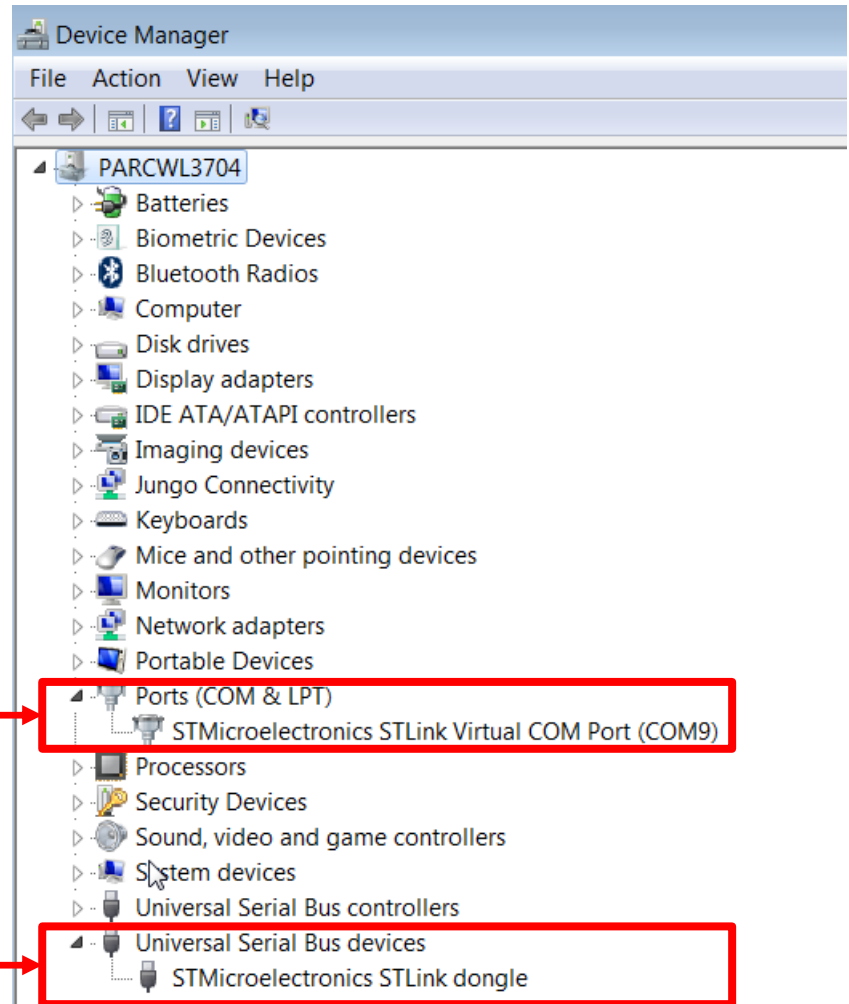 Device Manager
File Action View Help
PARCWL3704
Batteries
Biometric Devices
Bluetooth Radios
Computer
Disk drives
Display adapters
IDE ATA/ATAPI controllers
Imaging devices
Jungo Connectivity
Keyboards
Mice and other pointing devices
Monitors
Network adapters
Portable Devices
Ports (COM & LPT)
STMicroelectronics STLink Virtual COM Port (COM9)
Processors
Security Devices
Sound, video and game controllers
System devices
Universal Serial Bus controllers
Universal Serial Bus devices
STMicroelectronics STLink dongle